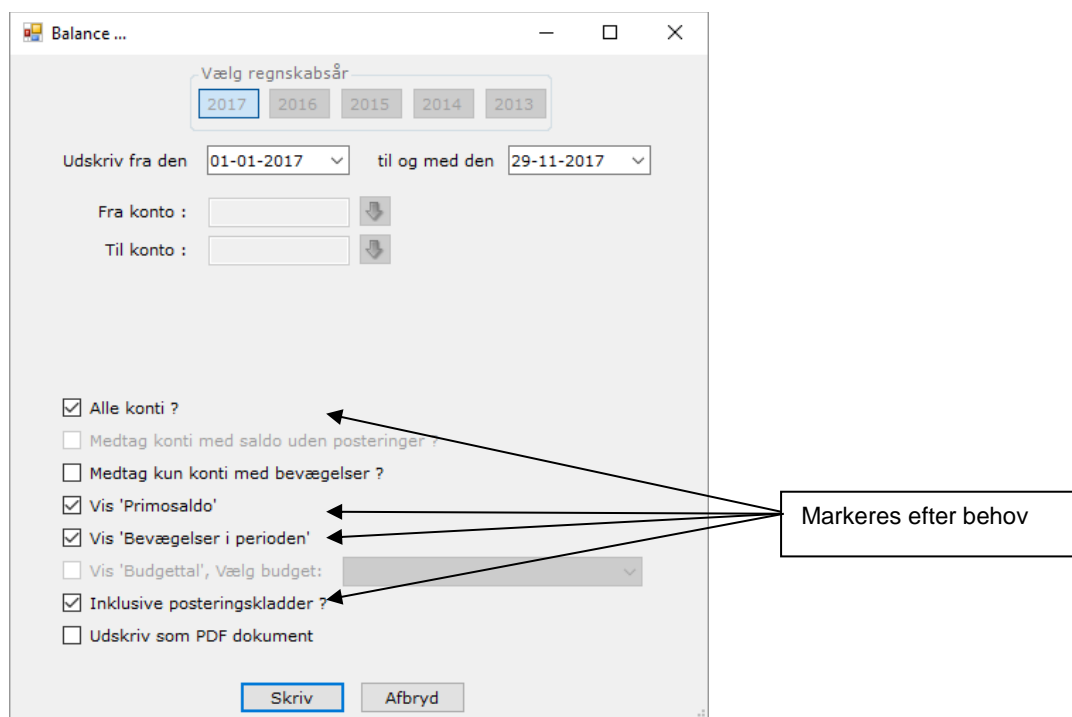 Balance ...
Vælg regnskabsår
2017 2016 2015 2014 2013
Udskriv fra den 01-01-2017 til og med den 29-11-2017
Fra konto :
Til konto :
Alle konti ?
Medtag konti med saldo uden posteringer ?
Medtag kun konti med bevægelser ?
Vis 'Primosaldo'
Vis 'Bevægelser i perioden'
Markeres efter behov
Vis 'Budgettal', Vælg budget:
Inklusive posteringskladder ?
Udskriv som PDF dokument
Skriv Afbryd